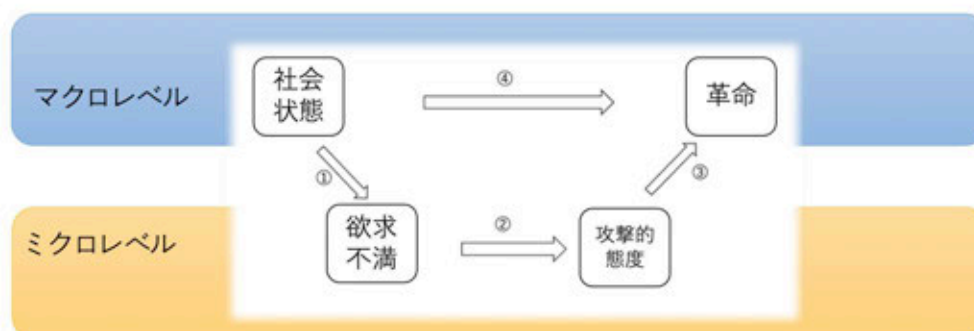 マクロレベル
社会
状態
④
革命
①
③
ミクロレベル
欲求
不満
②
攻撃的
態度